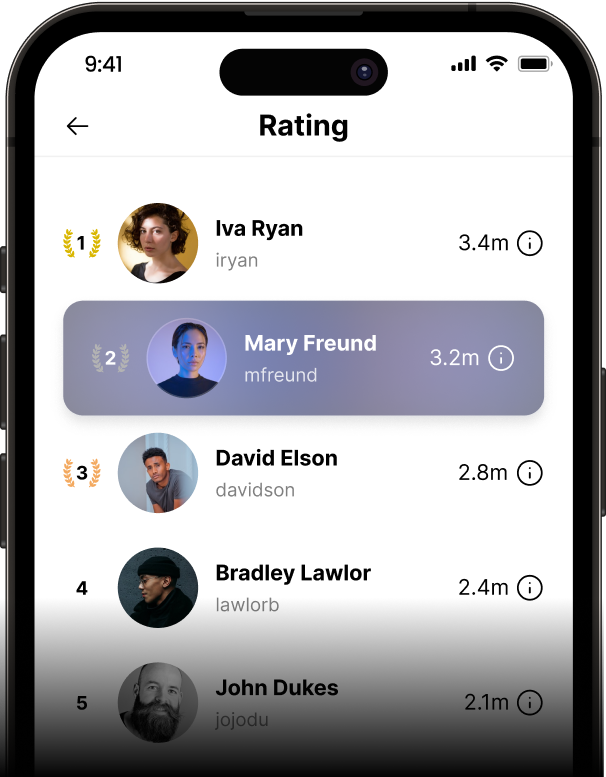 9:41
Rating
1
Iva Ryan
iryan
3.4m
2
Mary Freund
mfreund
3.2m
3
David Elson
davidson
2.8m
4
Bradley Lawlor
lawlorb
2.4m
5
John Dukes
jojodu
2.1m